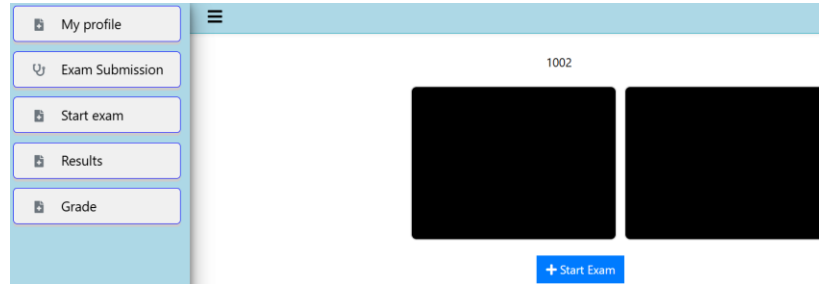 My profile
Exam Submission
Start exam
Results
Grade
1002
Start Exam